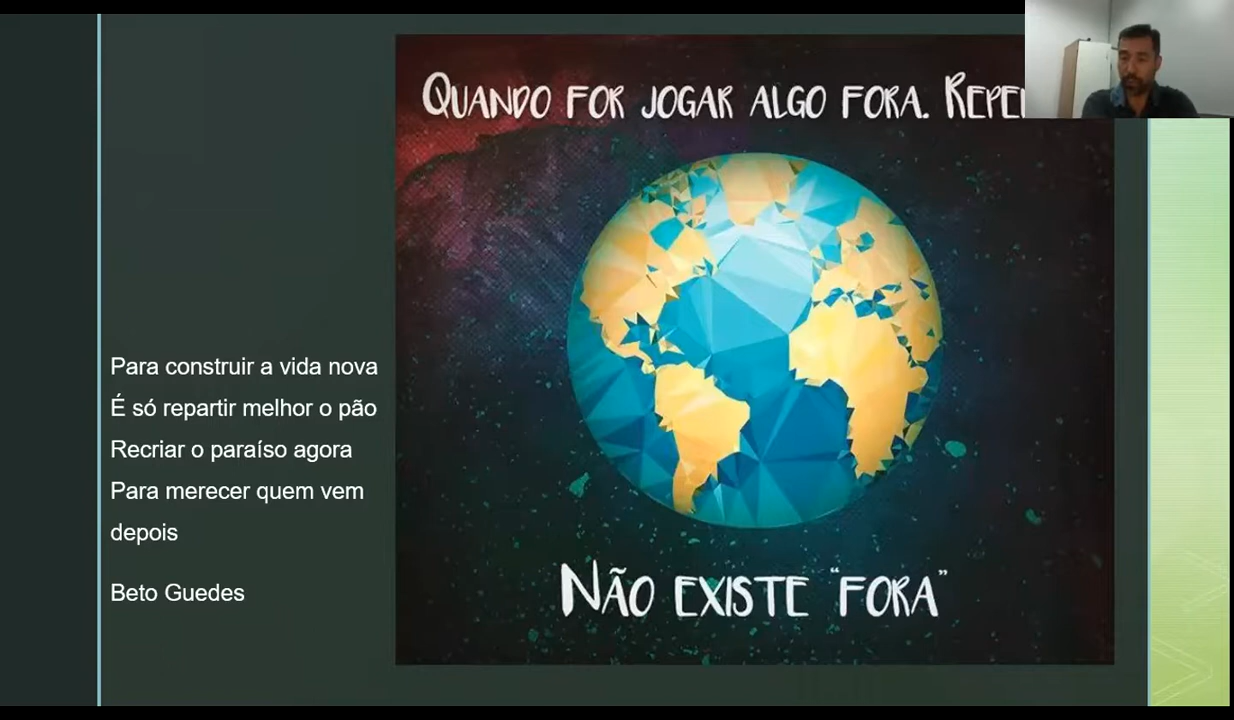 QUANDO FOR JOGAR ALGO FORA.
Para construir a vida nova
É só repartir melhor o pão
Recriar o paraíso agora
Para merecer quem vem
depois
Beto Guedes
NÃO EXISTE “FORA”